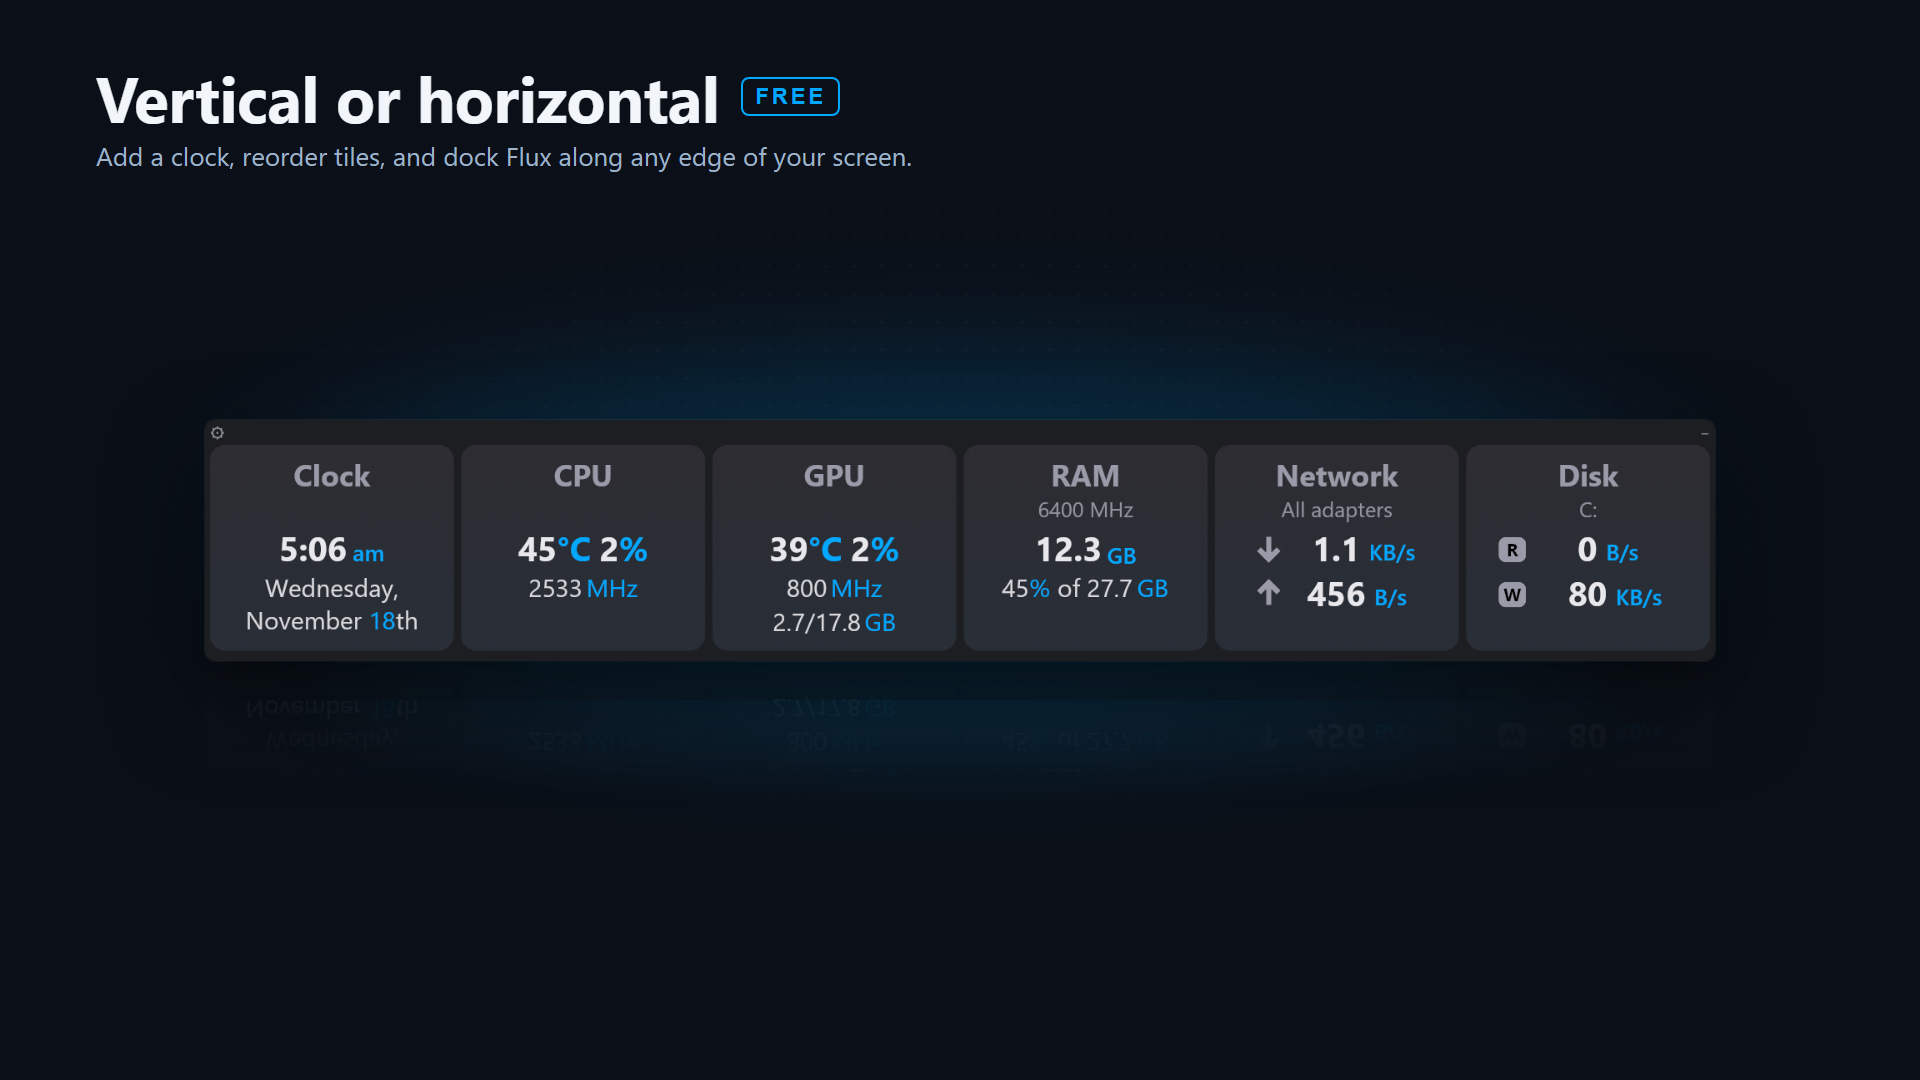 Vertical or horizontal FREE
Add a clock, reorder tiles, and dock Flux along any edge of your screen.
Clock
5:06 am
Wednesday,
November 18th
CPU
45°C 2%
2533 MHz
GPU
39°C 2%
800 MHz
2.7/17.8 GB
RAM
6400 MHz
12.3 GB
45% of 27.7 GB
Network
All adapters
1.1 KB/s
456 B/s
Disk
C:
R 0 B/s
W 80 KB/s